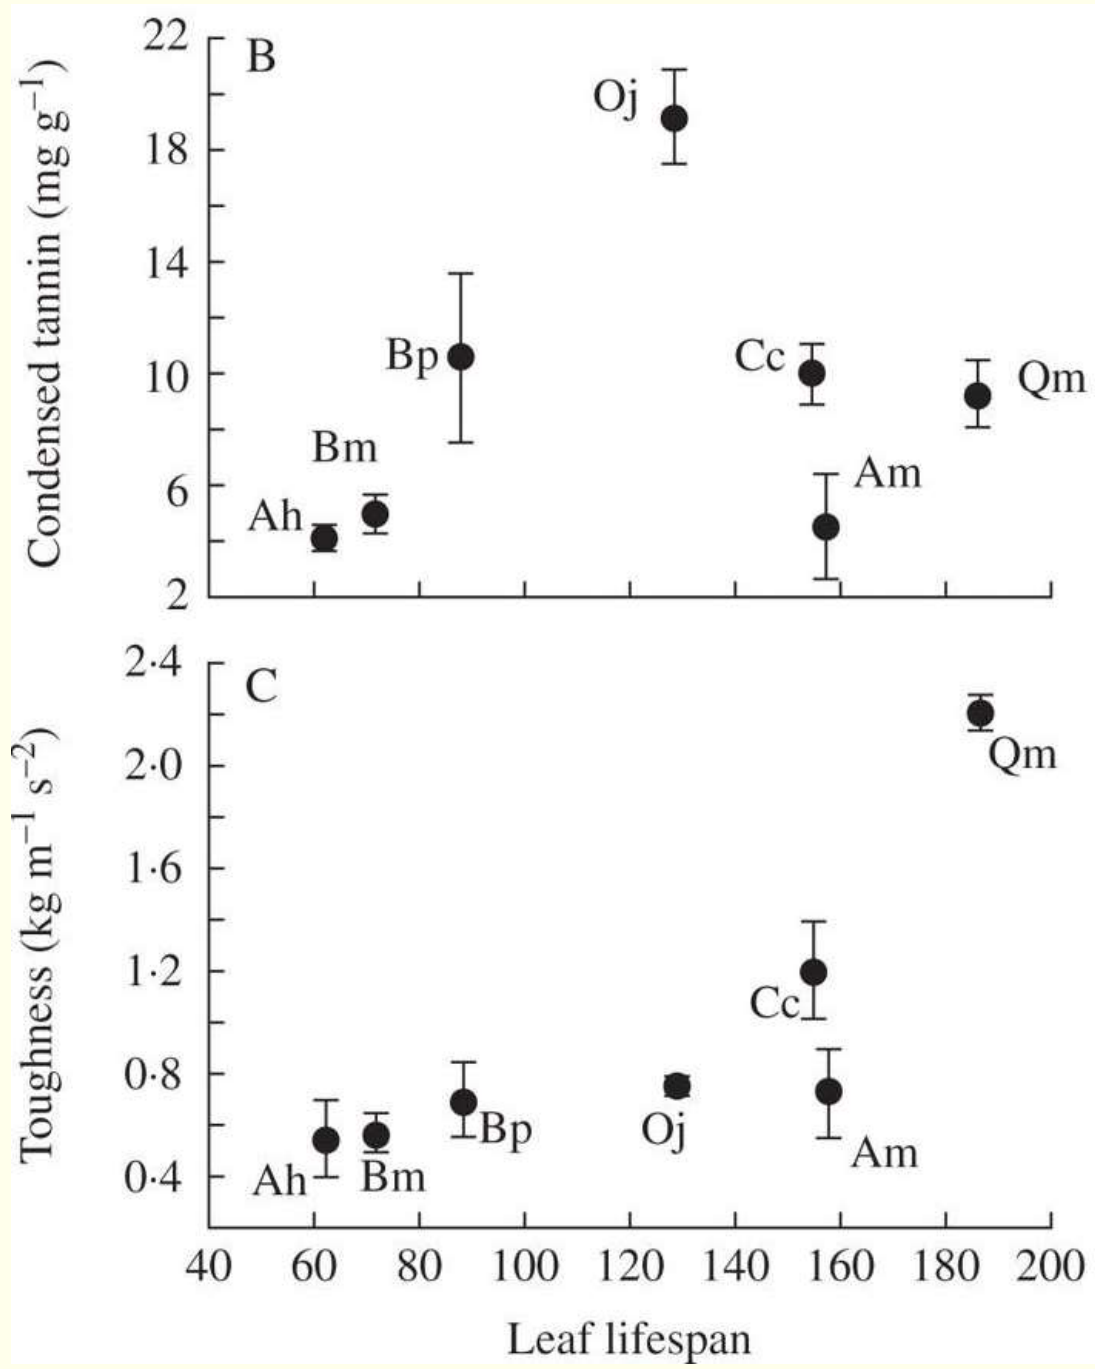 Condensed tannin (mg g⁻¹)
B
22
18
14
10
6
2
Oj
Bp
Cc
Qm
Bm
Am
Ah
Toughness (kg m⁻¹ s⁻²)
C
2·4
2·0
1·6
1·2
0·8
0·4
Qm
Cc
Bp
Oj
Am
Ah
Bm
40 60 80 100 120 140 160 180 200
Leaf lifespan